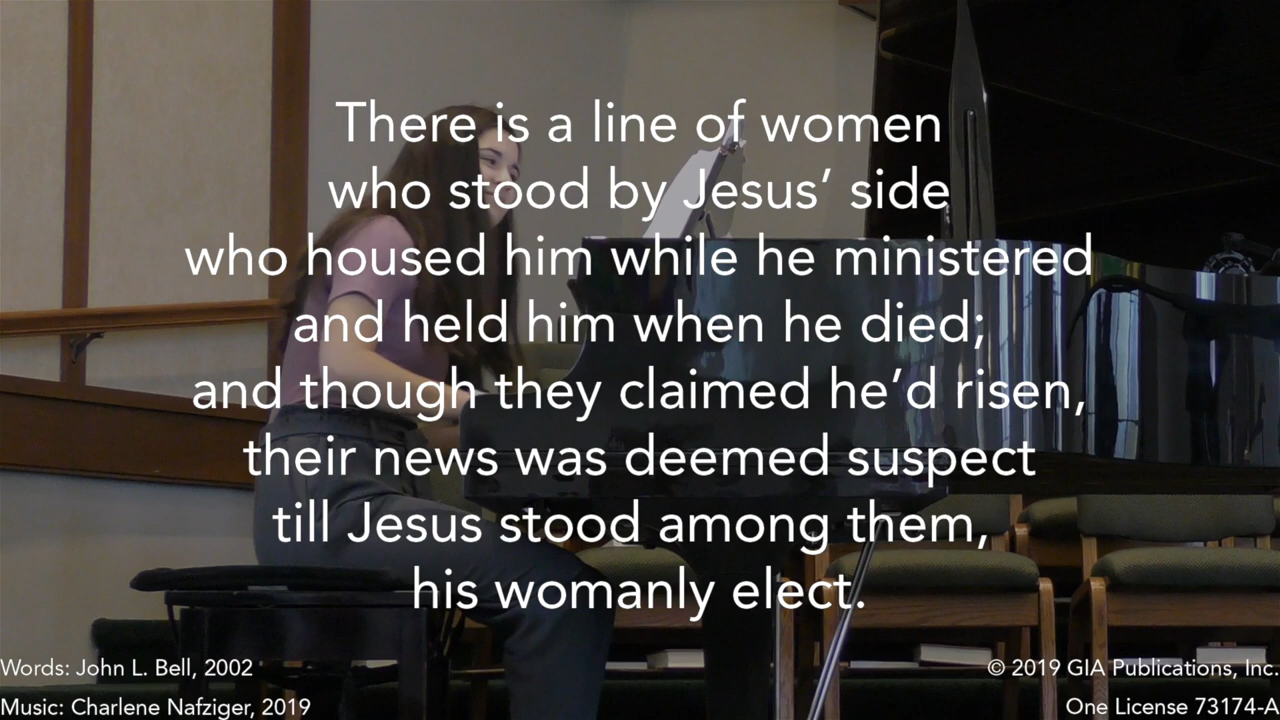 There is a line of women
who stood by Jesus’ side
who housed him while he ministered
and held him when he died;
and though they claimed he’d risen,
their news was deemed suspect
till Jesus stood among them,
his womanly elect.
Words: John L. Bell, 2002
Music: Charlene Nafziger, 2019
© 2019 GIA Publications, Inc.
One License 73174-A